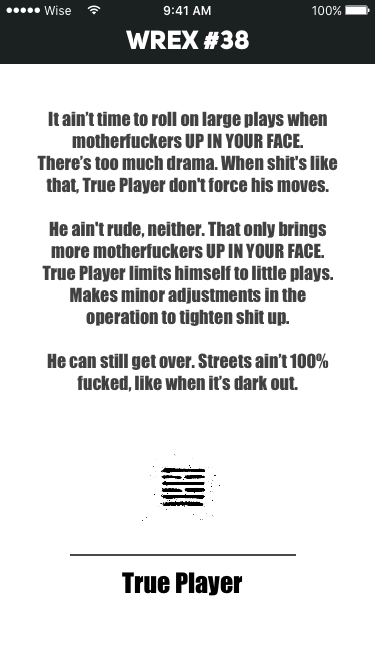 Wise 9:41 AM 100%
WREX #38
It ain't time to roll on large plays when
motherfuckers UP IN YOUR FACE.
There's too much drama. When shit's like
that, True Player don't force his moves.
He ain't rude, neither. That only brings
more motherfuckers UP IN YOUR FACE.
True Player limits himself to little plays.
Makes minor adjustments in the
operation to tighten shit up.
He can still get over. Streets ain't 100%
fucked, like when it's dark out.
True Player